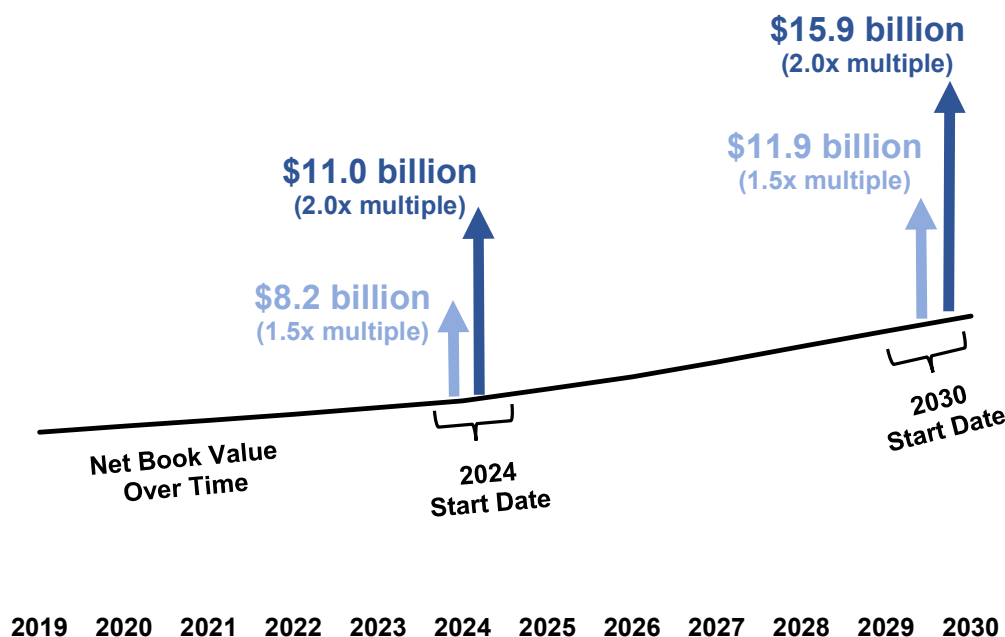 $15.9 billion
(2.0x multiple)
$11.9 billion
(1.5x multiple)
$11.0 billion
(2.0x multiple)
$8.2 billion
(1.5x multiple)
Net Book Value
Over Time
2024
Start Date
2030
Start Date
2019 2020 2021 2022 2023 2024 2025 2026 2027 2028 2029 2030